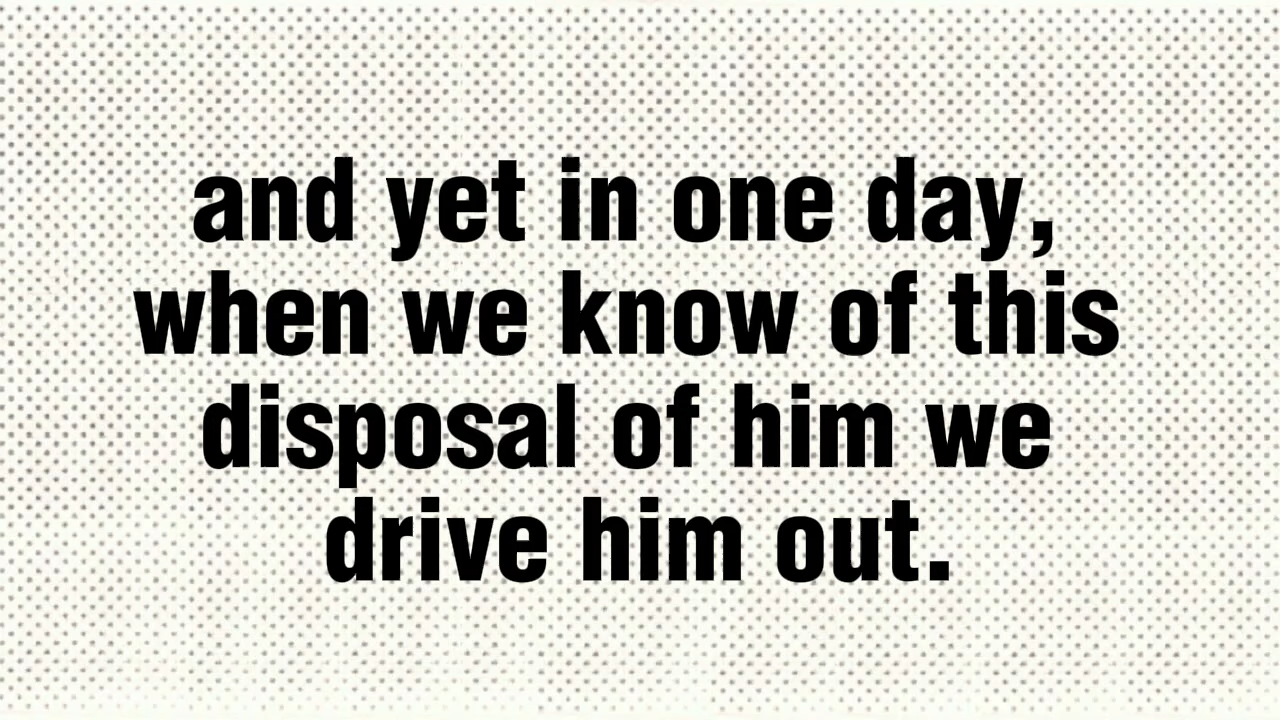 and yet in one day,
when we know of this
disposal of him we
drive him out.